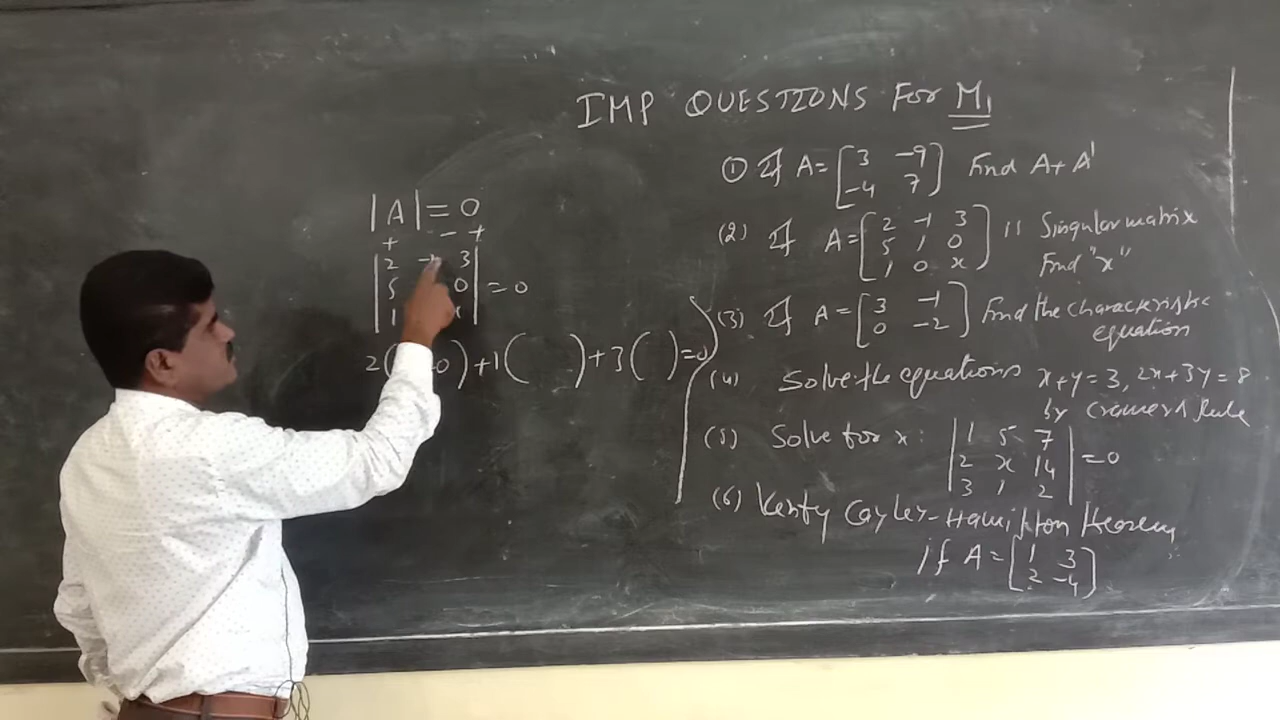 IMP QUESTIONS FOR M1
(1) If A= [3 -9] Find A+ A'
[-4 7]
(2) If A= [2 -1 3] is Singular matrix
[5 1 0] Find "x"
[1 0 x]
(3) If A= [3 -1] Find the characteristic
[0 -2] equation
(4) Solve the equations x+y=3, 2x+3y=8
by cramer's Rule
(5) Solve for x: |1 5 7|
|2 x 14| =0
|3 1 2|
(6) Verify Cayley-Hamilton theorem
if A= [1 3]
[2 -4]
|A|=0
+ - +
|2 3|
|5 0| =0
|1 x|
2( 0)+1( )+3( )=0